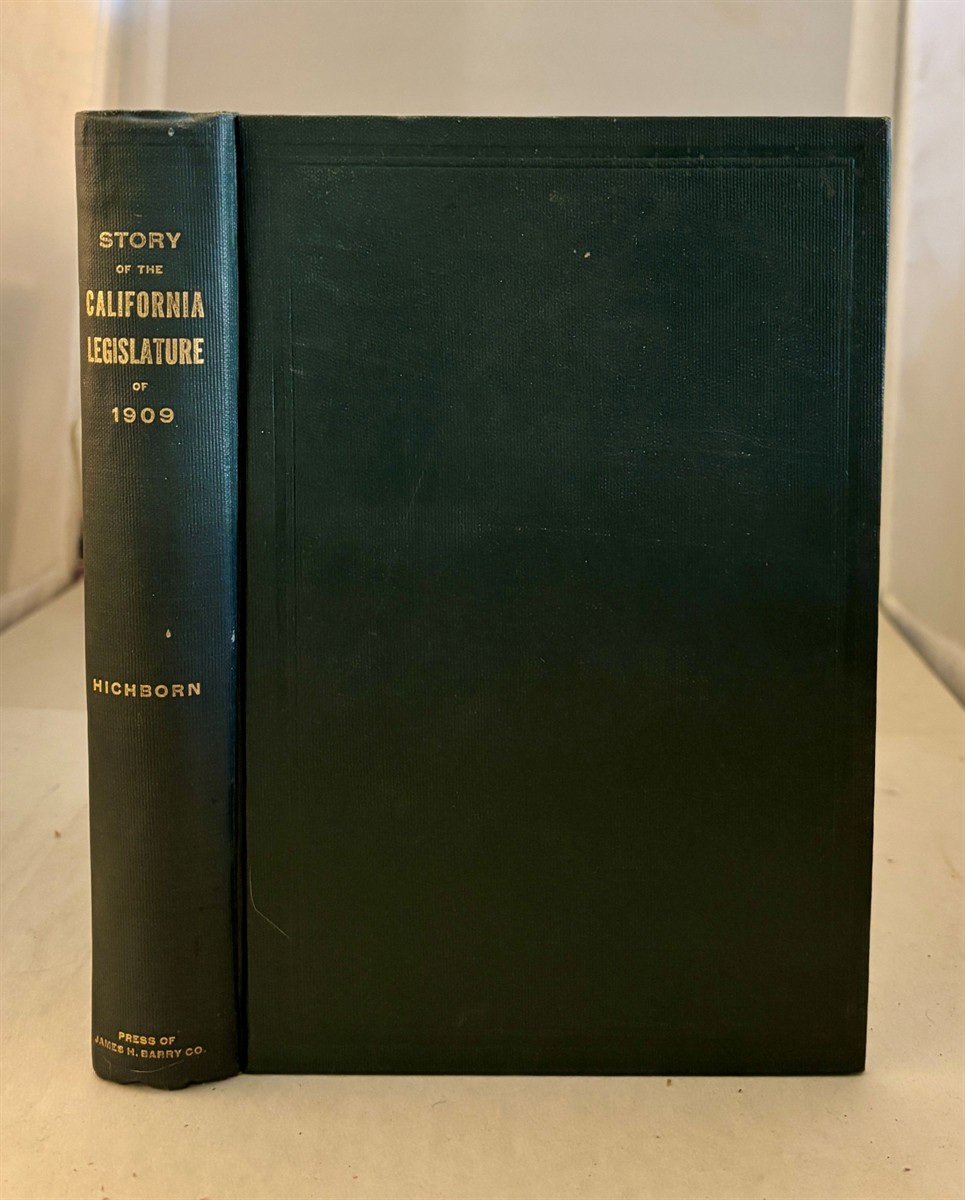 STORY
OF THE
CALIFORNIA
LEGISLATURE
OF
1909
HICHBORN
PRESS OF
JAMES H. BARRY CO.